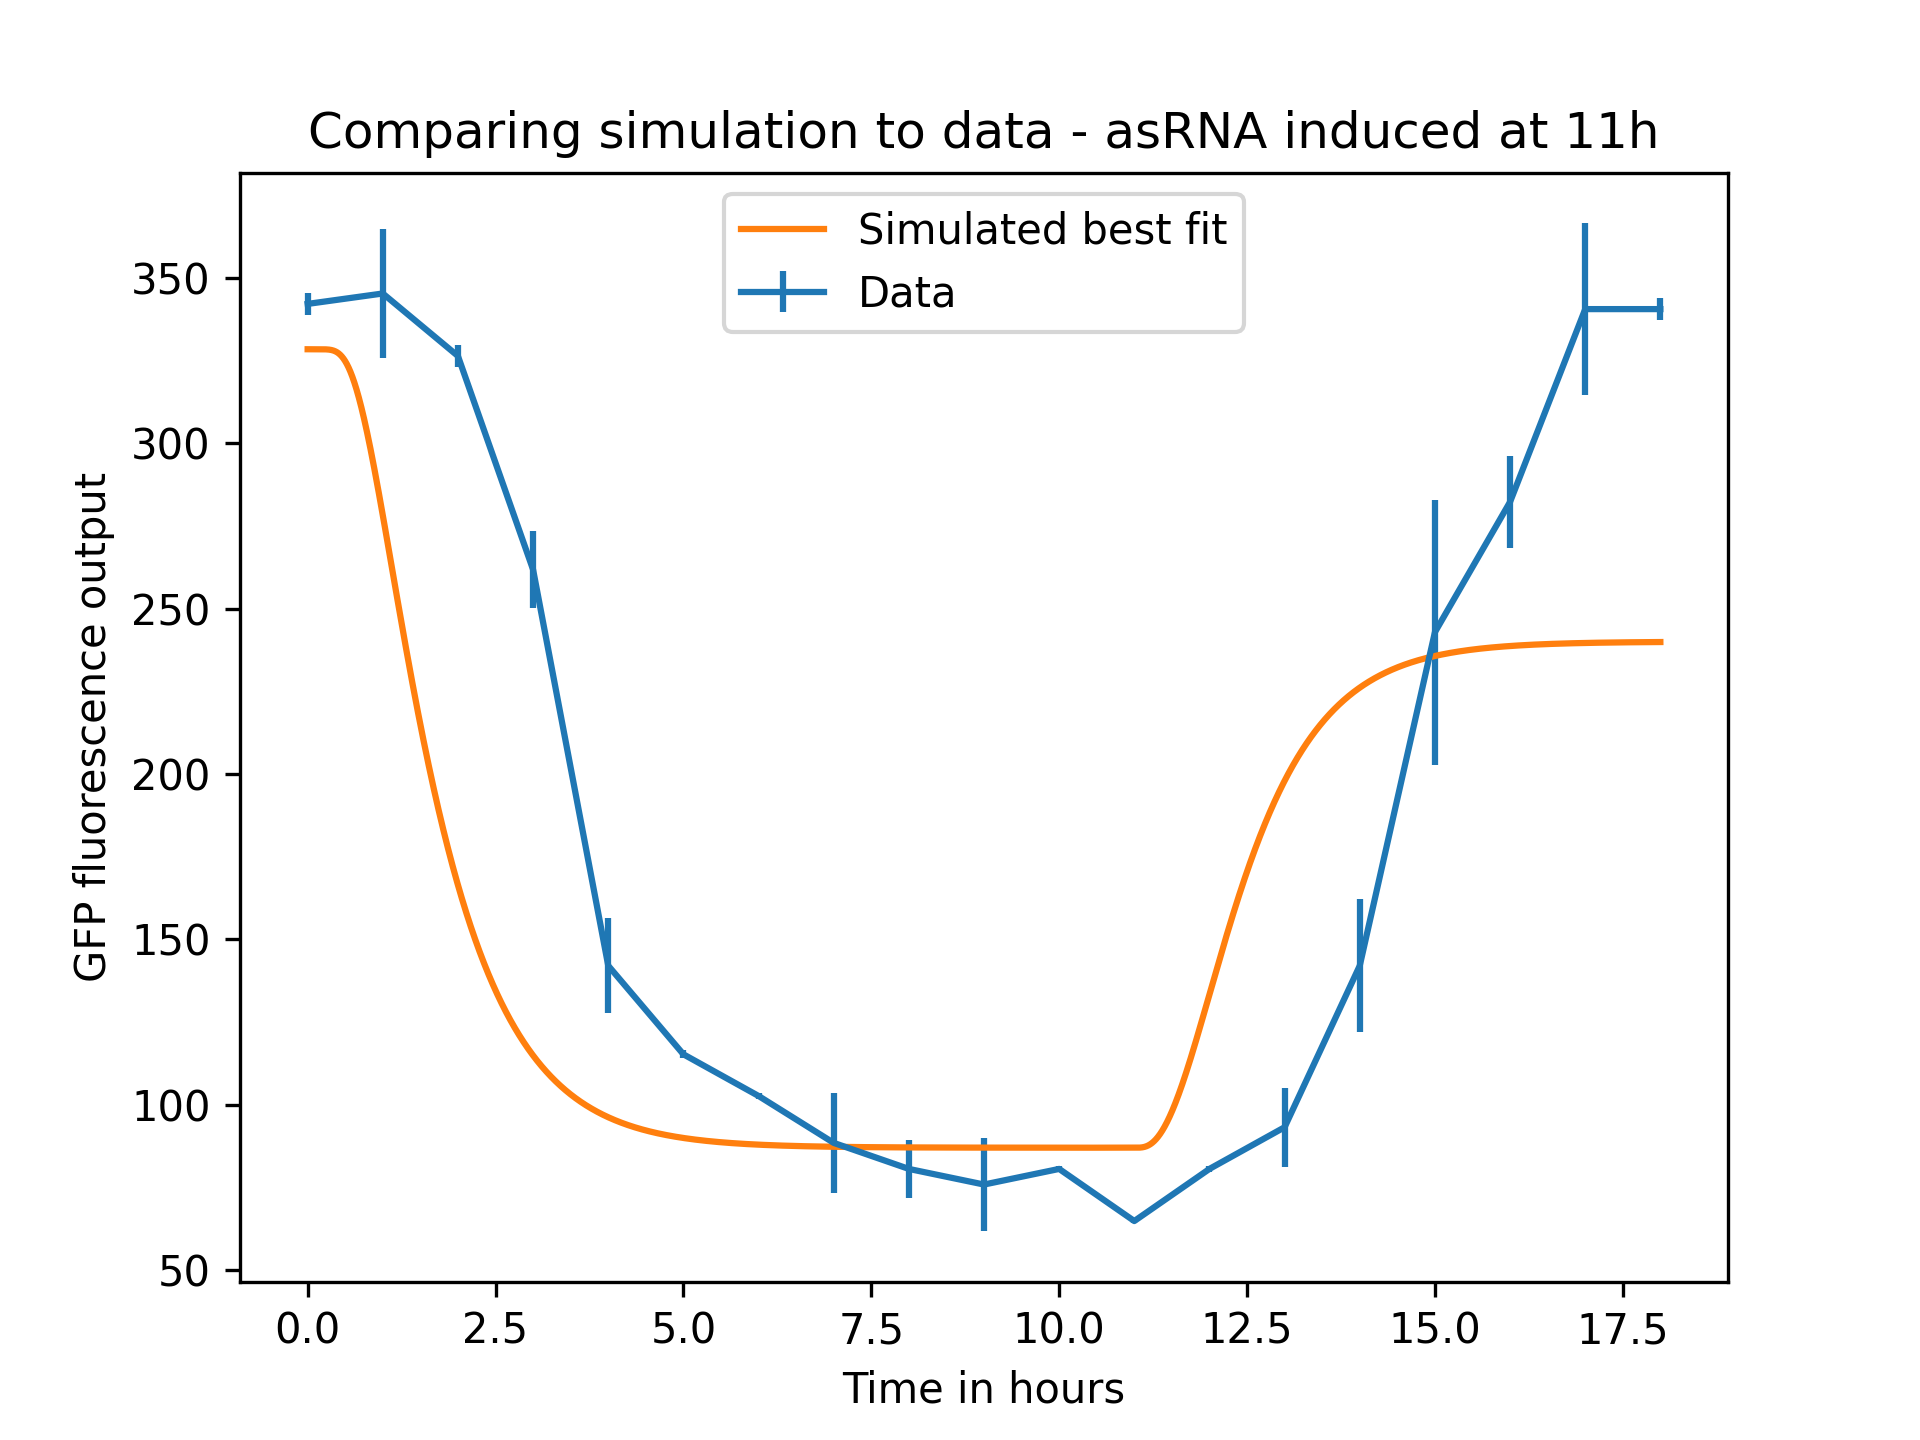 Comparing simulation to data - asRNA induced at 11h
Simulated best fit
Data
GFP fluorescence output
350
300
250
200
150
100
50
0.0 2.5 5.0 7.5 10.0 12.5 15.0 17.5
Time in hours